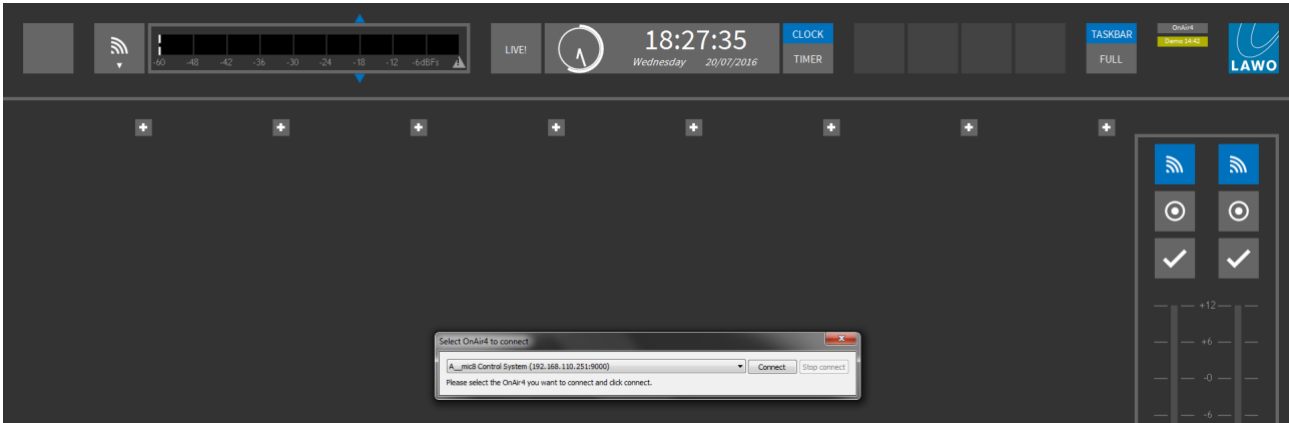 -60 -48 -42 -36 -30 -24 -18 -12 -6dBFs
LIVE!
18:27:35
Wednesday 20/07/2016
CLOCK
TIMER
TASKBAR
FULL
OnAir4
Demo 14:42
LAWO
+12
+6
-0
-6
Select OnAir4 to connect
A__mic8 Control System (192.168.110.251:9000)
Connect
Stop connect
Please select the OnAir4 you want to connect and click connect.